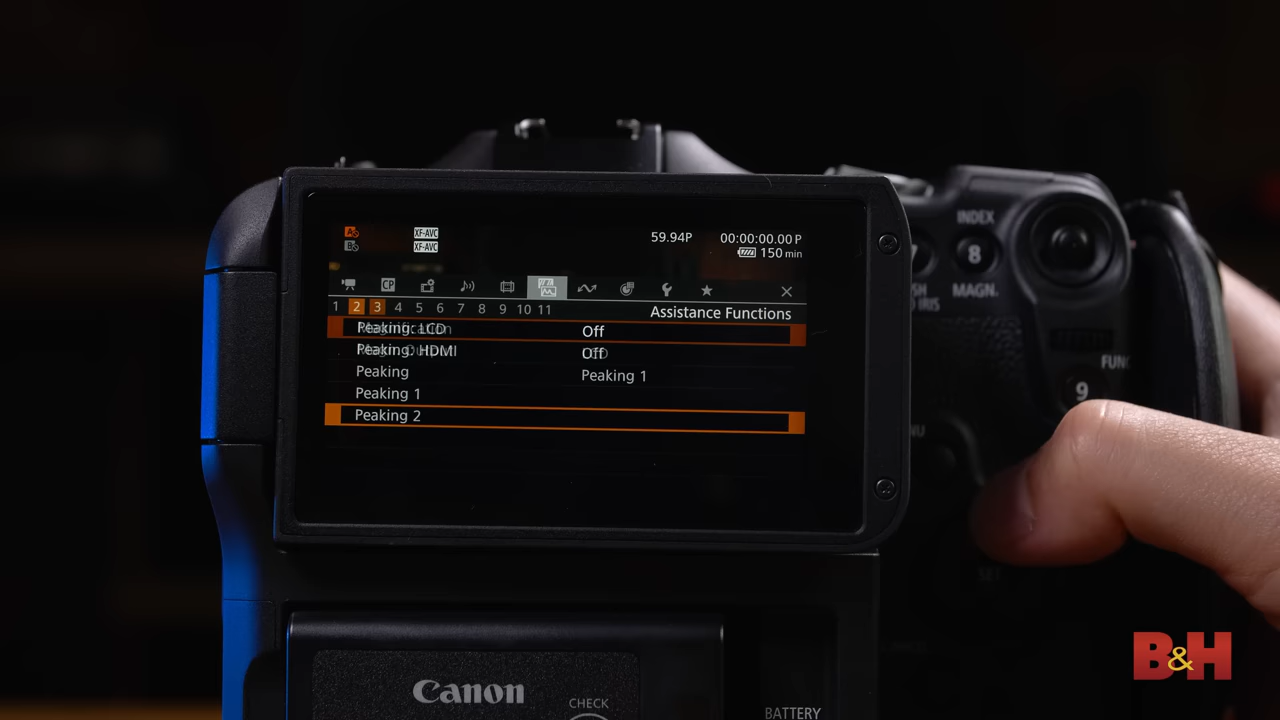 A
XF-AVC
B
XF-AVC
59.94P
00:00:00.00 P
150 min
CP
1 2 3 4 5 6 7 8 9 10 11
Assistance Functions
Peaking: LCD Off
Peaking: HDMI Off
Peaking Peaking 1
Peaking 1
Peaking 2
INDEX
8
MAGN.
IRIS
FUNC
9
Canon
CHECK
BATTERY
B&H